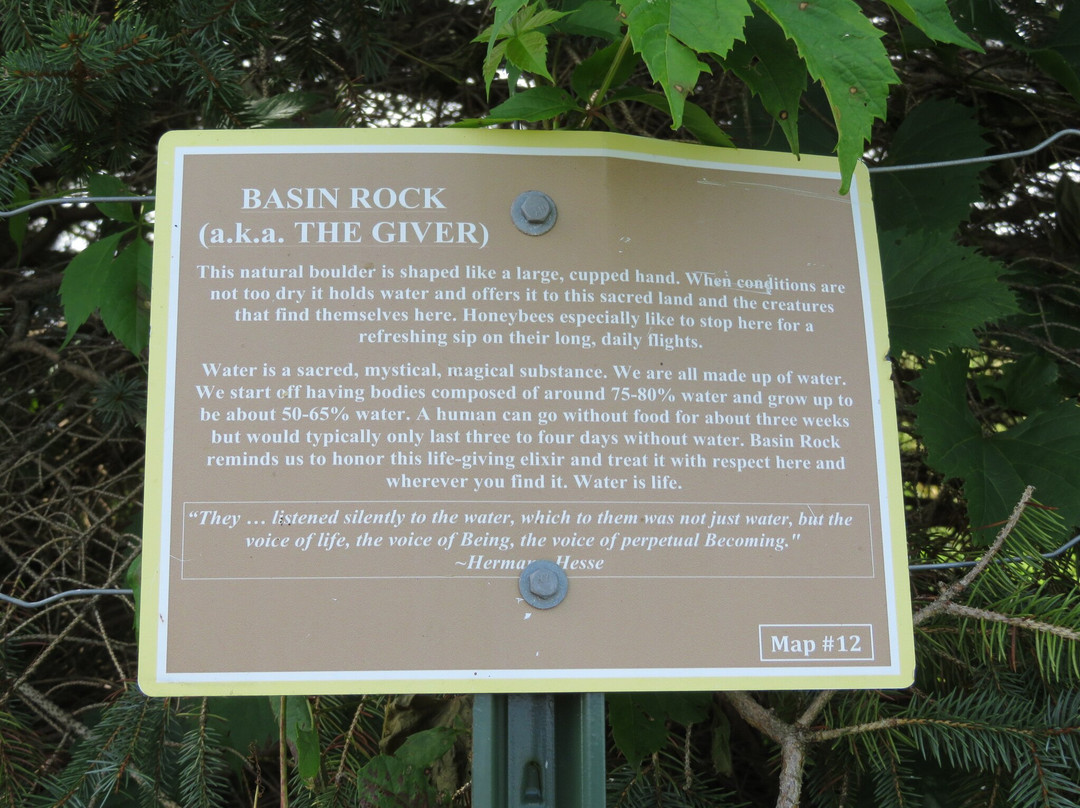 BASIN ROCK
(a.k.a. THE GIVER)
This natural boulder is shaped like a large, cupped hand. When conditions are
not too dry it holds water and offers it to this sacred land and the creatures
that find themselves here. Honeybees especially like to stop here for a
refreshing sip on their long, daily flights.
Water is a sacred, mystical, magical substance. We are all made up of water.
We start off having bodies composed of around 75-80% water and grow up to
be about 50-65% water. A human can go without food for about three weeks
but would typically only last three to four days without water. Basin Rock
reminds us to honor this life-giving elixir and treat it with respect here and
wherever you find it. Water is life.
“They … listened silently to the water, which to them was not just water, but the
voice of life, the voice of Being, the voice of perpetual Becoming."
~Hermann Hesse
Map #12